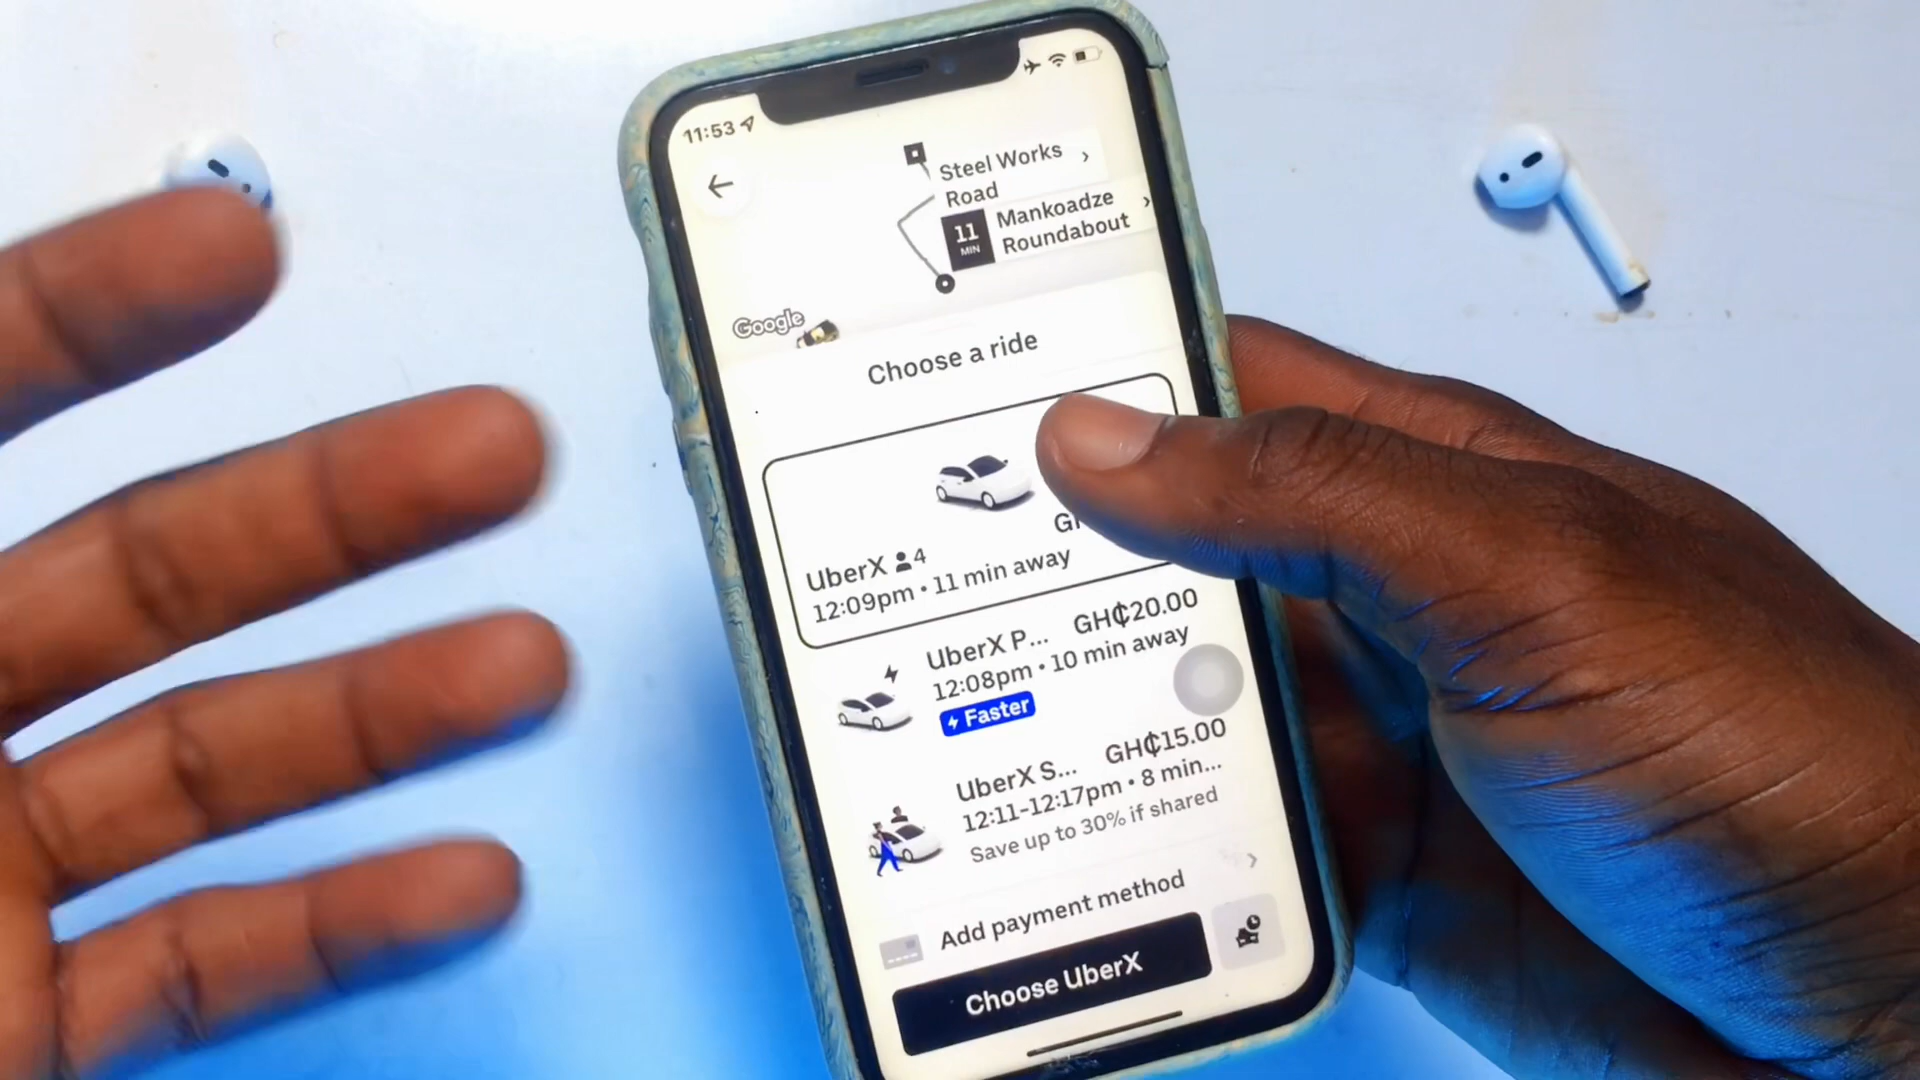 11:53
Steel Works
Road
11
MIN
Mankoadze
Roundabout
Google
Choose a ride
UberX 4
12:09pm • 11 min away
UberX P... GH₵20.00
12:08pm • 10 min away
Faster
UberX S... GH₵15.00
12:11-12:17pm • 8 min...
Save up to 30% if shared
Add payment method
Choose UberX